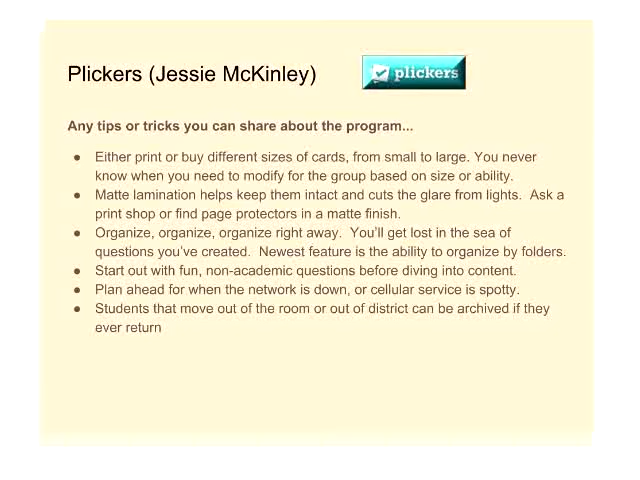 Plickers (Jessie McKinley)
plickers
Any tips or tricks you can share about the program...
● Either print or buy different sizes of cards, from small to large. You never
know when you need to modify for the group based on size or ability.
● Matte lamination helps keep them intact and cuts the glare from lights.  Ask a
print shop or find page protectors in a matte finish.
● Organize, organize, organize right away.  You'll get lost in the sea of
questions you've created.  Newest feature is the ability to organize by folders.
● Start out with fun, non-academic questions before diving into content.
● Plan ahead for when the network is down, or cellular service is spotty.
● Students that move out of the room or out of district can be archived if they
ever return